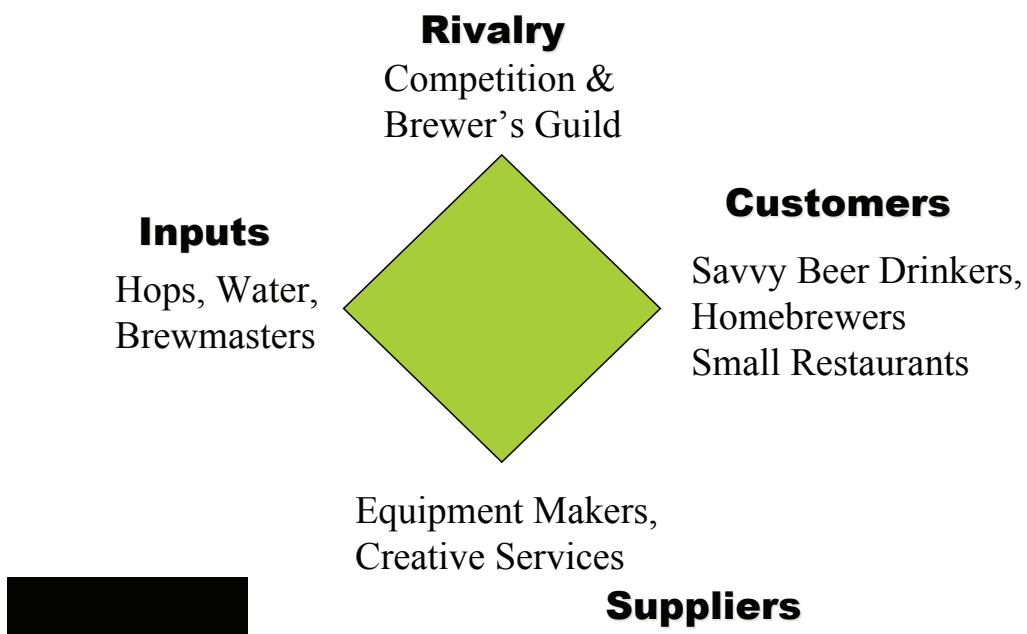 Rivalry
Competition &
Brewer’s Guild
Inputs
Hops, Water,
Brewmasters
Customers
Savvy Beer Drinkers,
Homebrewers
Small Restaurants
Equipment Makers,
Creative Services
Suppliers